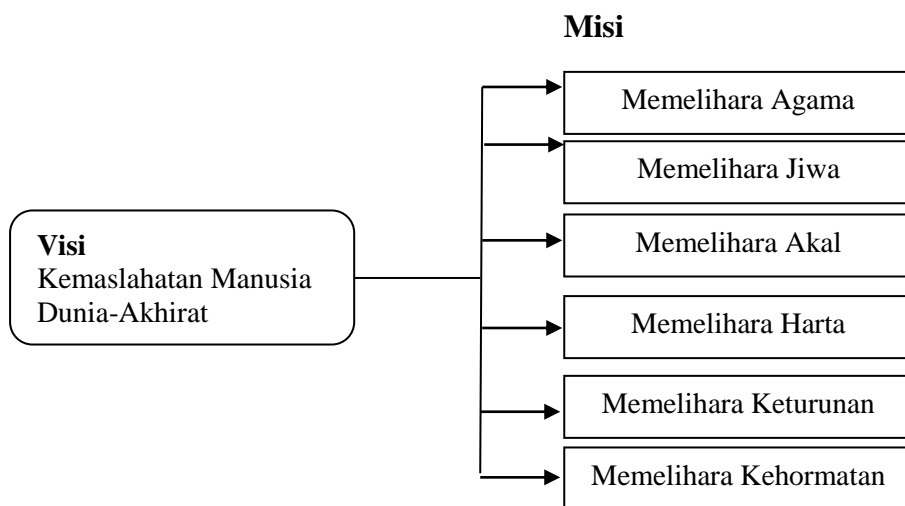 Misi
Memelihara Agama
Memelihara Jiwa
Memelihara Akal
Visi
Kemaslahatan Manusia
Dunia-Akhirat
Memelihara Harta
Memelihara Keturunan
Memelihara Kehormatan